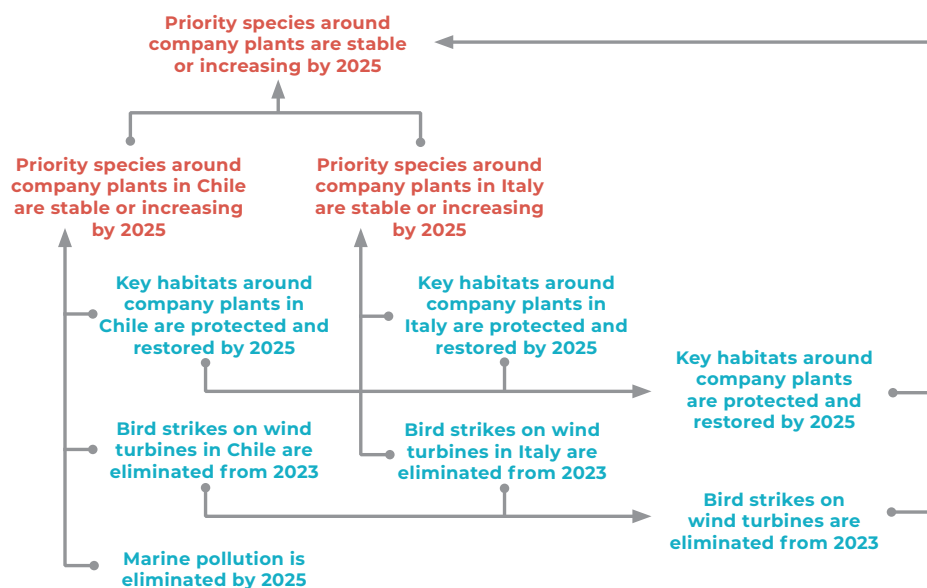 Priority species around
company plants are stable
or increasing by 2025
Priority species around
company plants in Chile
are stable or increasing
by 2025
Priority species around
company plants in Italy
are stable or increasing
by 2025
Key habitats around
company plants in
Chile are protected and
restored by 2025
Key habitats around
company plants in
Italy are protected and
restored by 2025
Key habitats around
company plants
are protected and
restored by 2025
Bird strikes on wind
turbines in Chile are
eliminated from 2023
Bird strikes on wind
turbines in Italy are
eliminated from 2023
Bird strikes on
wind turbines are
eliminated from 2023
Marine pollution is
eliminated by 2025